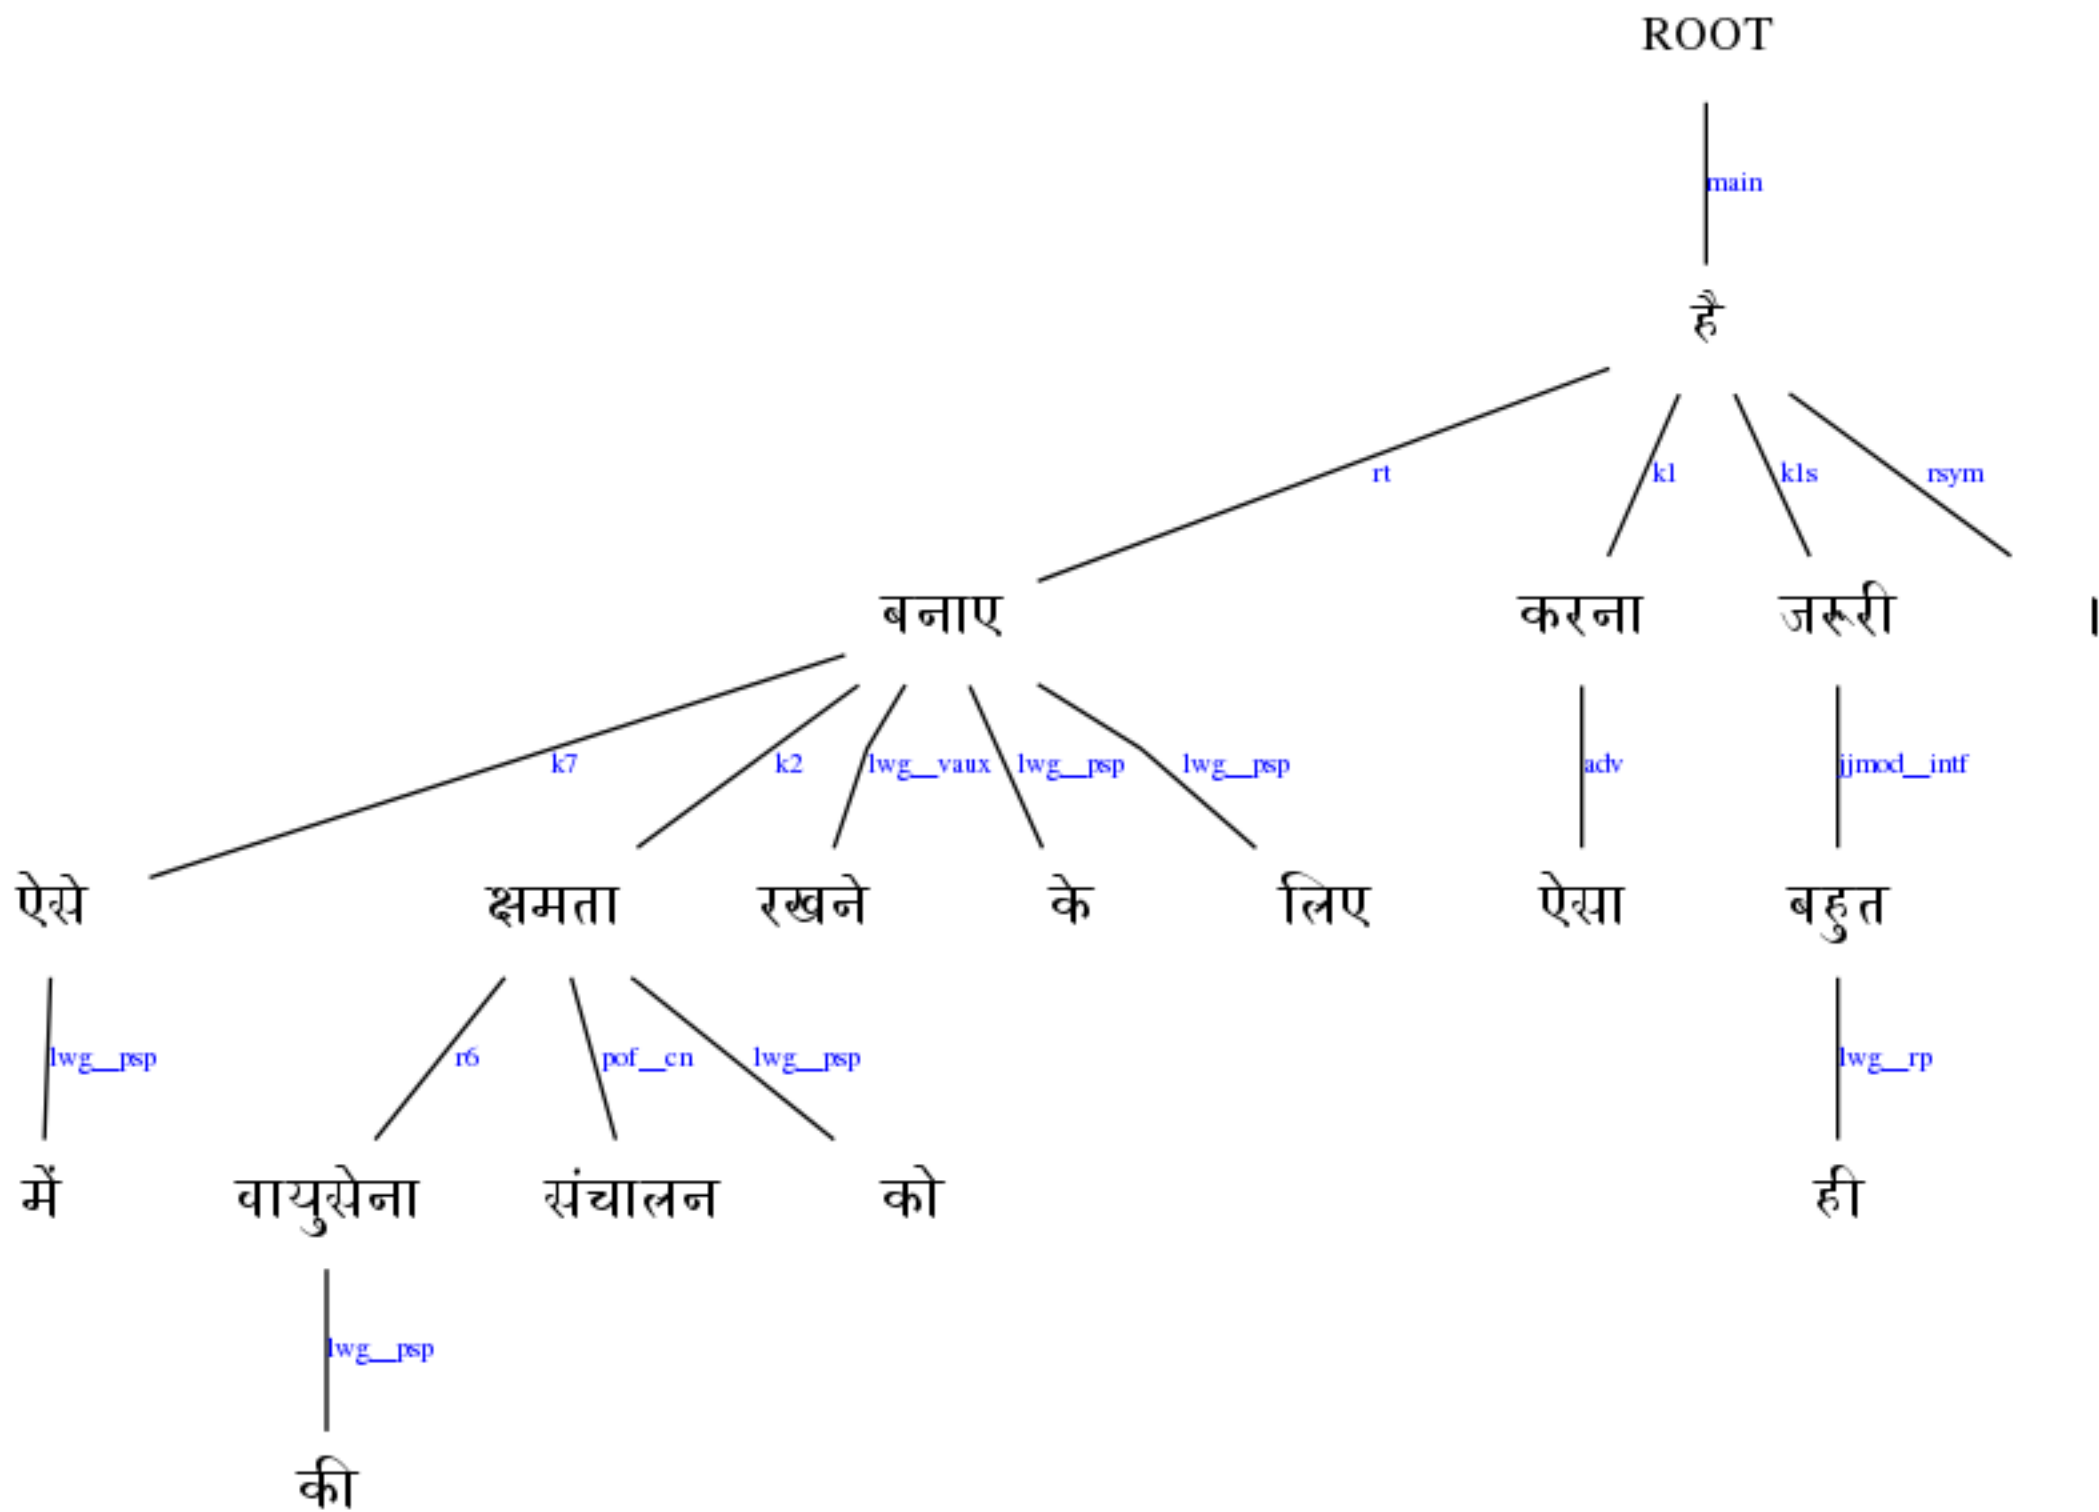 ROOT
main
है
rt k1 k1s rsym
बनाए करना जरूरी ।
k7 k2 lwg__vaux lwg__psp lwg__psp adv jjmod__intf
ऐसे क्षमता रखने के लिए ऐसा बहुत
lwg__psp r6 pof__cn lwg__psp lwg__rp
में वायुसेना संचालन को ही
lwg__psp
की